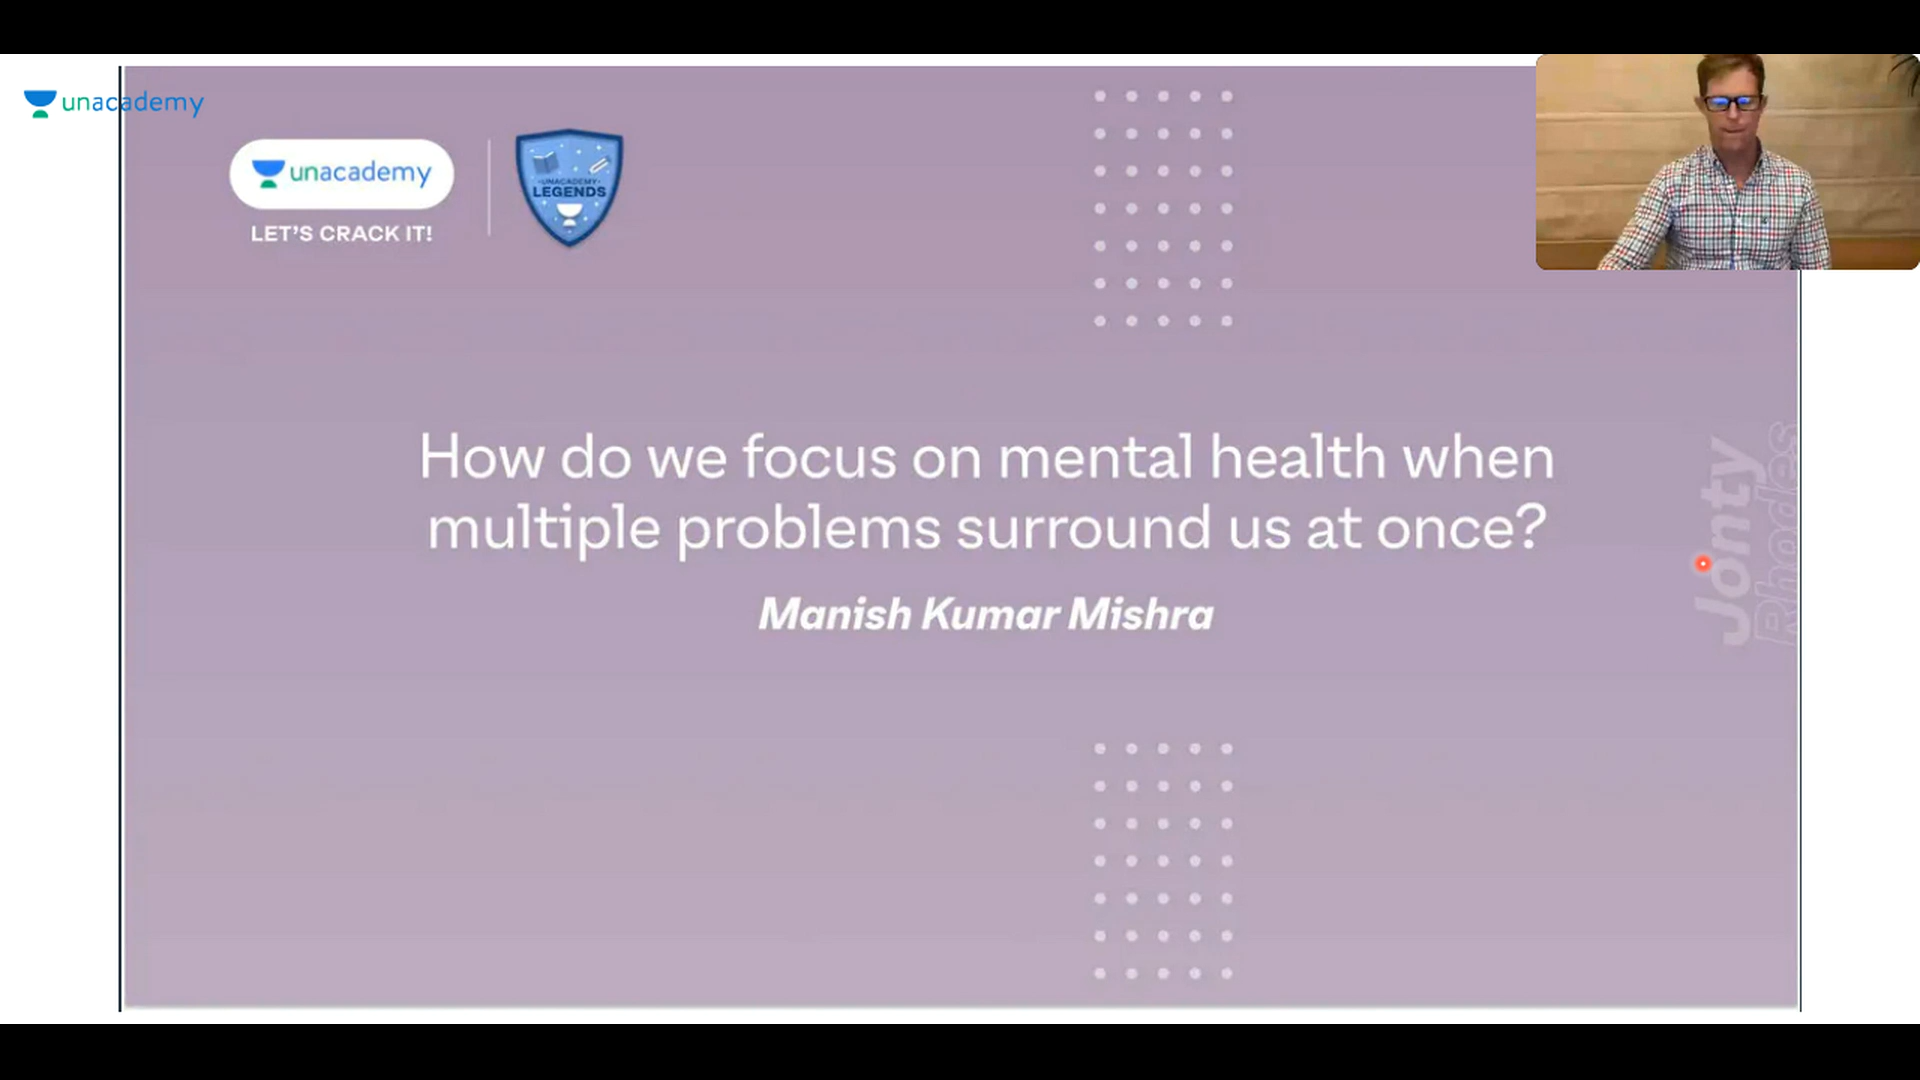 unacademy
unacademy
LET'S CRACK IT!
UNACADEMY
LEGENDS
How do we focus on mental health when
multiple problems surround us at once?
Manish Kumar Mishra
Jonty
Rhodes